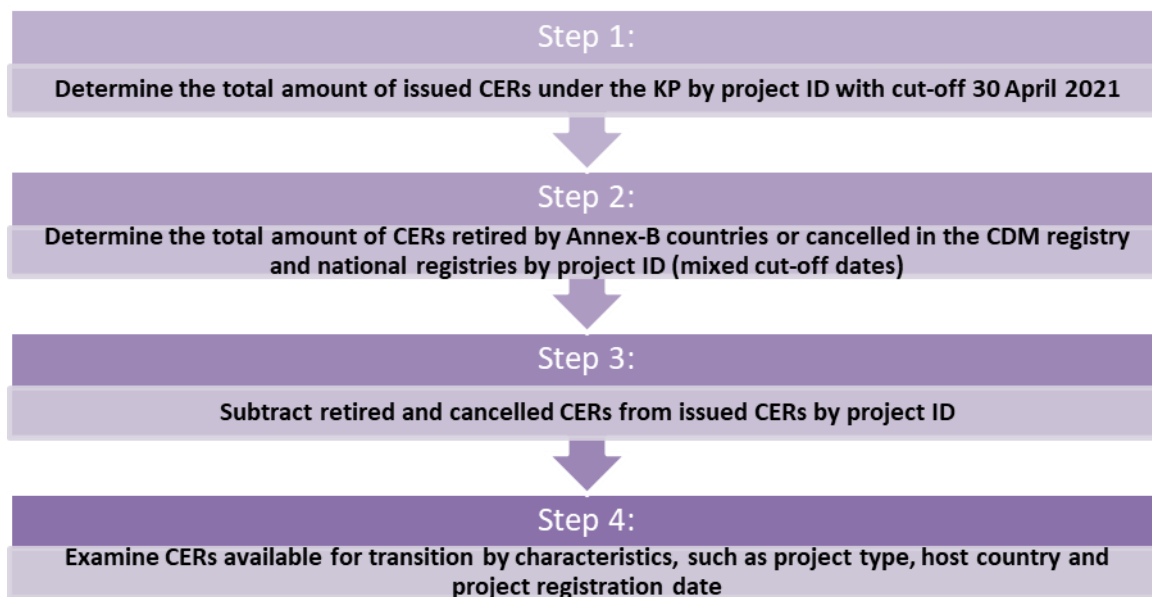 Step 1:
Determine the total amount of issued CERs under the KP by project ID with cut-off 30 April 2021
Step 2:
Determine the total amount of CERs retired by Annex-B countries or cancelled in the CDM registry
and national registries by project ID (mixed cut-off dates)
Step 3:
Subtract retired and cancelled CERs from issued CERs by project ID
Step 4:
Examine CERs available for transition by characteristics, such as project type, host country and
project registration date